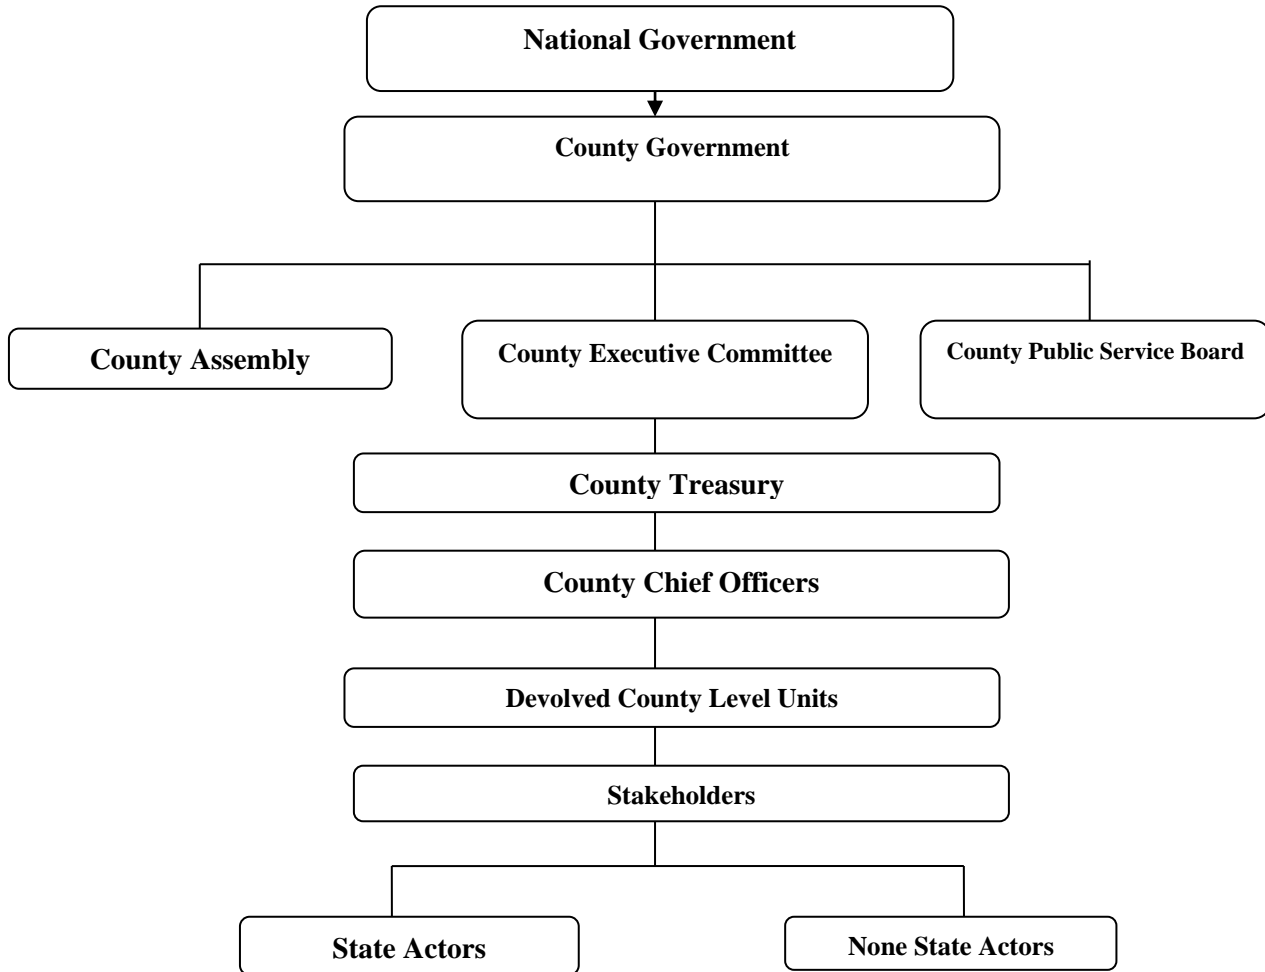 National Government
County Government
County Assembly
County Executive Committee
County Public Service Board
County Treasury
County Chief Officers
Devolved County Level Units
Stakeholders
State Actors
None State Actors